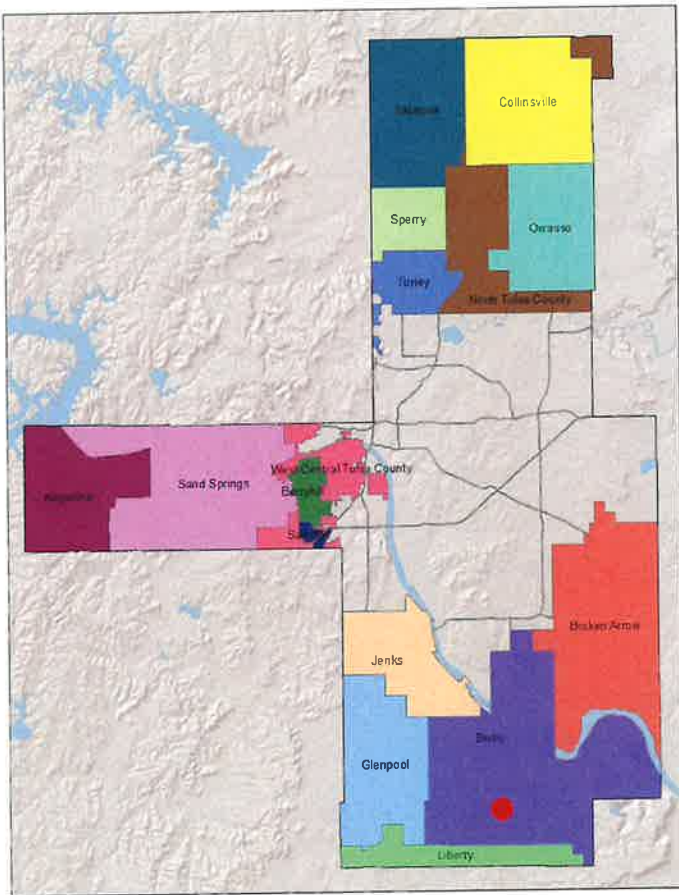 Skiatook
Collinsville
Sperry
Owasso
Turley
North Tulsa County
West Central Tulsa County
Sand Springs
Berryhill
Keystone
Broken Arrow
Jenks
Bixby
Glenpool
Liberty